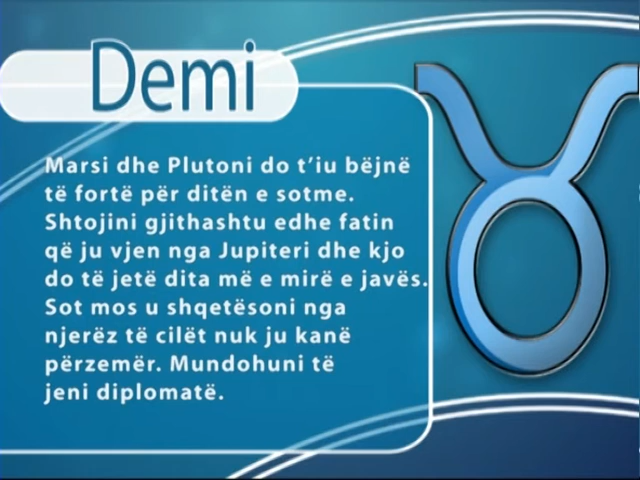 Demi
Marsi dhe Plutoni do t'iu bëjnë
të fortë për ditën e sotme.
Shtojini gjithashtu edhe fatin
që ju vjen nga Jupiteri dhe kjo
do të jetë dita më e mirë e javës.
Sot mos u shqetësoni nga
njerëz të cilët nuk ju kanë
përzemër. Mundohuni të
jeni diplomatë.